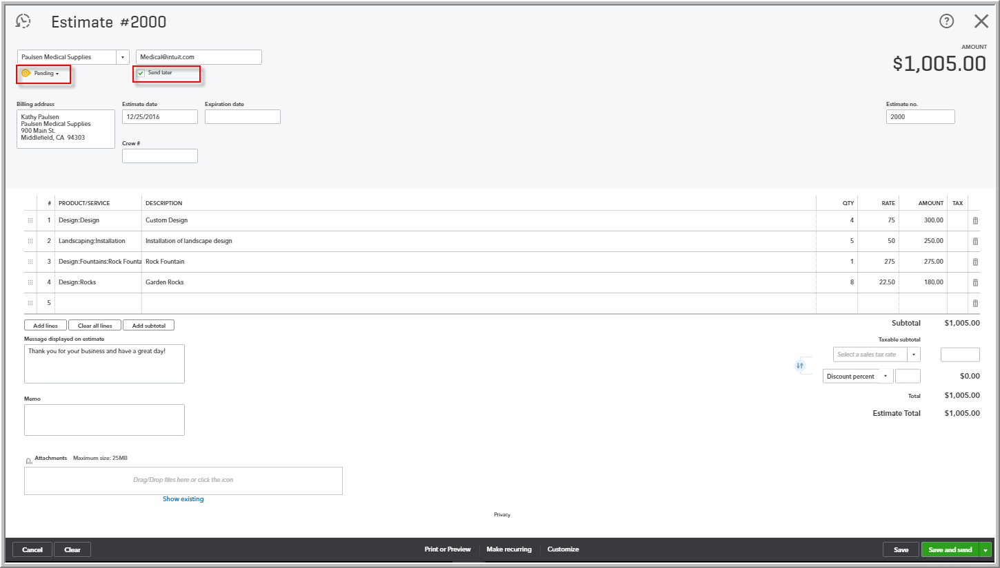 Estimate #2000
?
AMOUNT
$1,005.00
Paulsen Medical Supplies
Medical@intuit.com
Pending
Send later
Billing address
Kathy Paulsen
Paulsen Medical Supplies
900 Main St.
Middlefield, CA 94303
Estimate date
12/25/2016
Expiration date
Crew #
Estimate no.
2000
# PRODUCT/SERVICE DESCRIPTION QTY RATE AMOUNT TAX
1 Design:Design Custom Design 4 75 300.00
2 Landscaping:Installation Installation of landscape design 5 50 250.00
3 Design:Fountains:Rock Founta Rock Fountain 1 275 275.00
4 Design:Rocks Garden Rocks 8 22.50 180.00
5
Add lines Clear all lines Add subtotal
Subtotal $1,005.00
Message displayed on estimate
Thank you for your business and have a great day!
Taxable subtotal
Select a sales tax rate
Discount percent $0.00
Total $1,005.00
Estimate Total $1,005.00
Memo
Attachments Maximum size: 25MB
Drag/Drop files here or click the icon
Show existing
Privacy
Cancel Clear Print or Preview Make recurring Customize Save Save and send